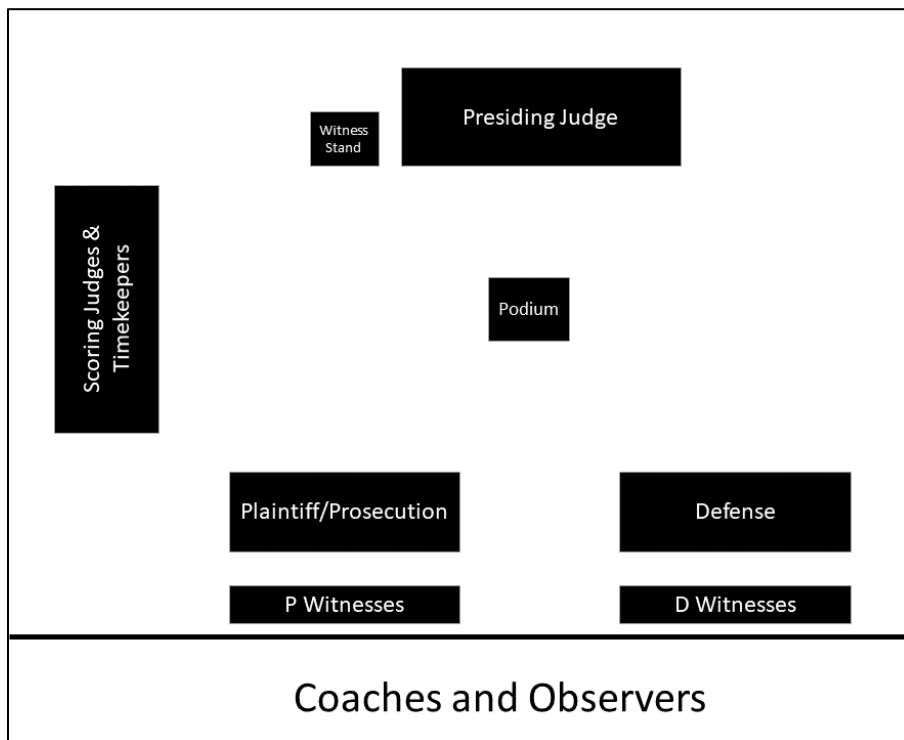 Presiding Judge
Witness
Stand
Scoring Judges &
Timekeepers
Podium
Plaintiff/Prosecution
Defense
P Witnesses
D Witnesses
Coaches and Observers